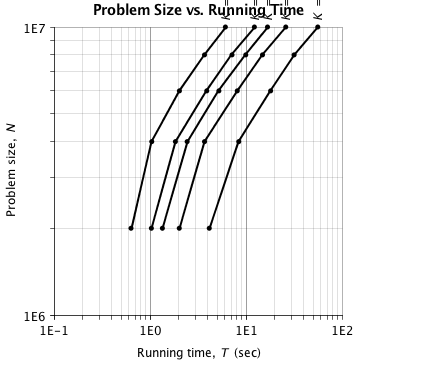 Problem Size vs. Running Time
K =
K =
K =
K =
K =
1E7
1E6
Problem size, N
1E-1
1E0
1E1
1E2
Running time, T (sec)